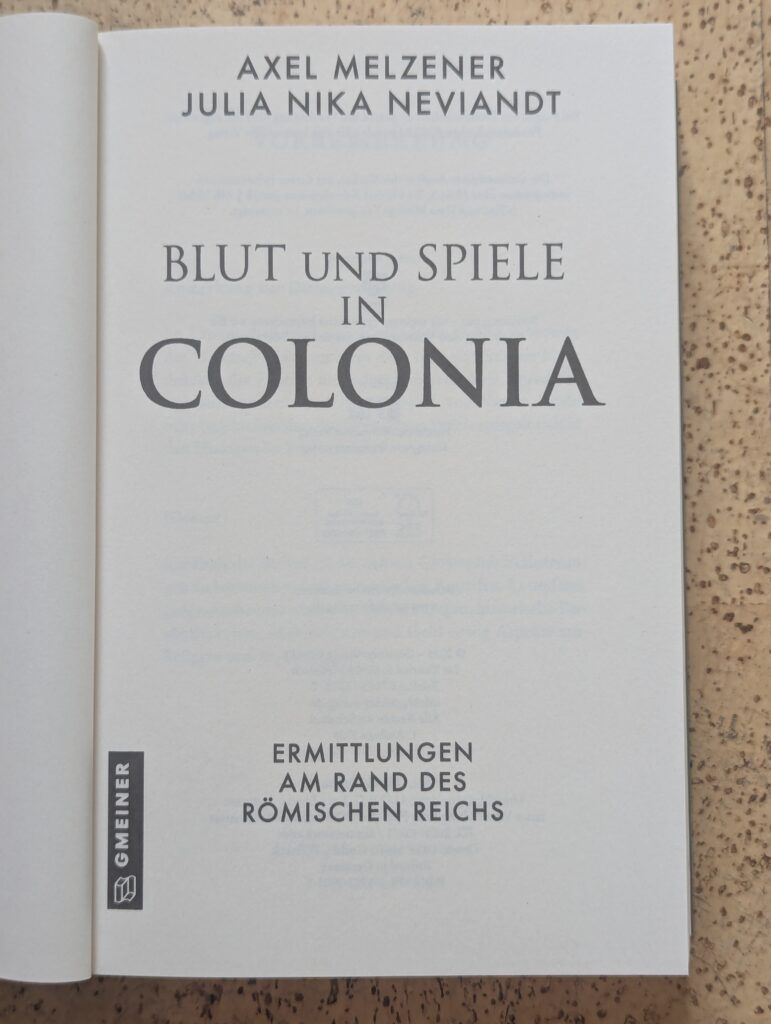 AXEL MELZENER
JULIA NIKA NEVIANDT
BLUT UND SPIELE
IN
COLONIA
ERMITTLUNGEN
AM RAND DES
RÖMISCHEN REICHS
GMEINER